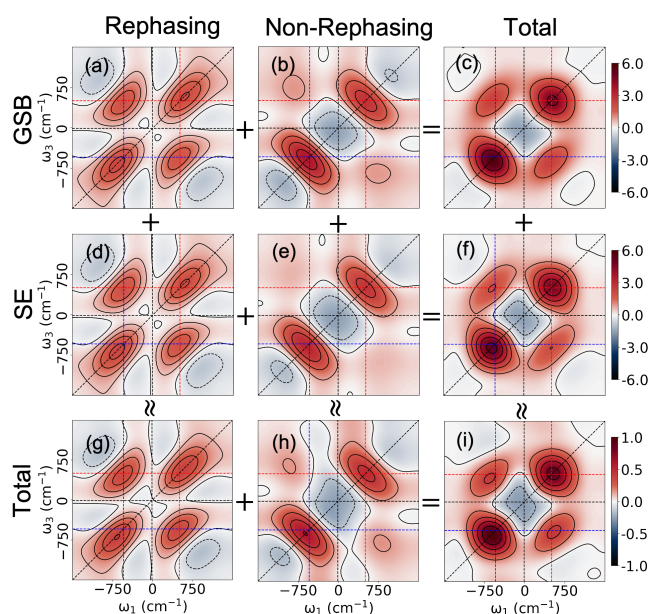 Rephasing Non-Rephasing Total
GSB
ω₃ (cm⁻¹)
750
0
−750
(a) + (b) = (c)
6.0
3.0
0.0
-3.0
-6.0
+ + +
SE
ω₃ (cm⁻¹)
750
0
−750
(d) + (e) = (f)
6.0
3.0
0.0
-3.0
-6.0
≈ ≈ ≈
Total
ω₃ (cm⁻¹)
750
0
−750
(g) + (h) = (i)
1.0
0.5
0.0
-0.5
-1.0
−750 0 750 −750 0 750 −750 0 750
ω₁ (cm⁻¹) ω₁ (cm⁻¹) ω₁ (cm⁻¹)